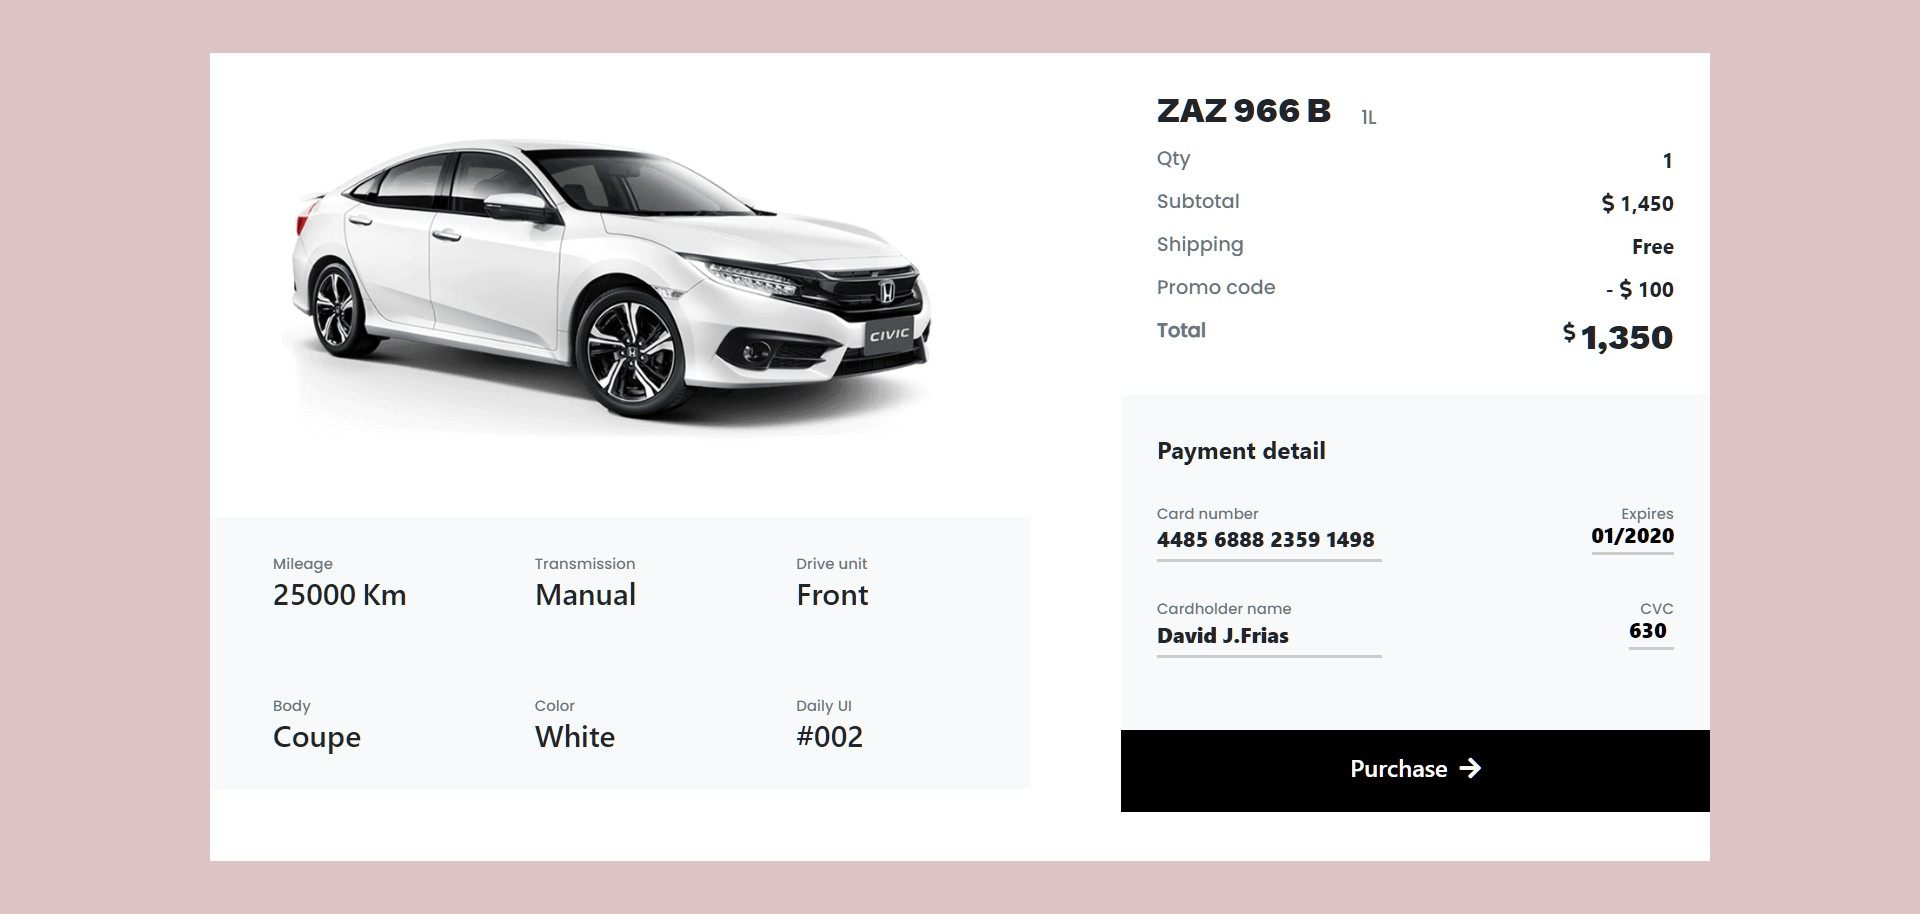 CIVIC
Mileage
25000 Km
Transmission
Manual
Drive unit
Front
Body
Coupe
Color
White
Daily UI
#002
ZAZ 966 B 1L
Qty 1
Subtotal $ 1,450
Shipping Free
Promo code - $ 100
Total $ 1,350
Payment detail
Card number
4485 6888 2359 1498
Expires
01/2020
Cardholder name
David J.Frias
CVC
630
Purchase →